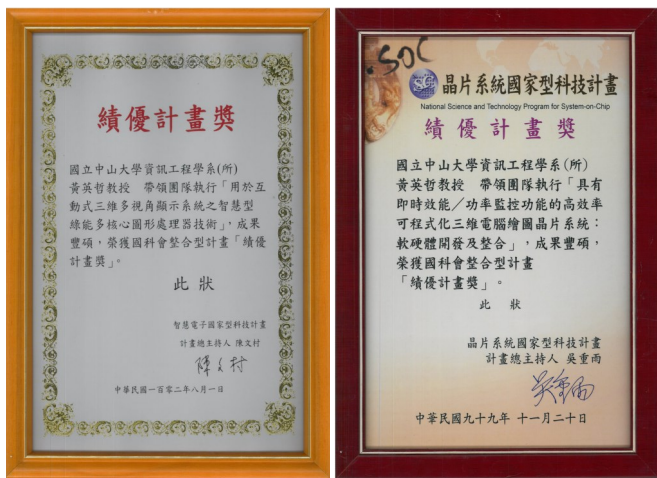 績優計畫獎
國立中山大學資訊工程學系(所)
黃英哲教授　帶領團隊執行「用於互
動式三維多視角顯示系統之智慧型
綠能多核心圖形處理器技術」,成果
豐碩,榮獲國科會整合型計畫「績優
計畫獎」。
此狀
智慧電子國家型科技計畫
計畫總主持人 陳文村
陳文村
中華民國一百零二年八月一日
.SOC
SoC 晶片系統國家型科技計畫
National Science and Technology Program for System-on-Chip
績優計畫獎
國立中山大學資訊工程學系(所)
黃英哲教授　帶領團隊執行「具有
即時效能/功率監控功能的高效率
可程式化三維電腦繪圖晶片系統:
軟硬體開發及整合」,成果豐碩,
榮獲國科會整合型計畫
「績優計畫獎」。
此狀
晶片系統國家型科技計畫
計畫總主持人 吳重雨
吳重雨
中華民國九十九年 十一月二十日